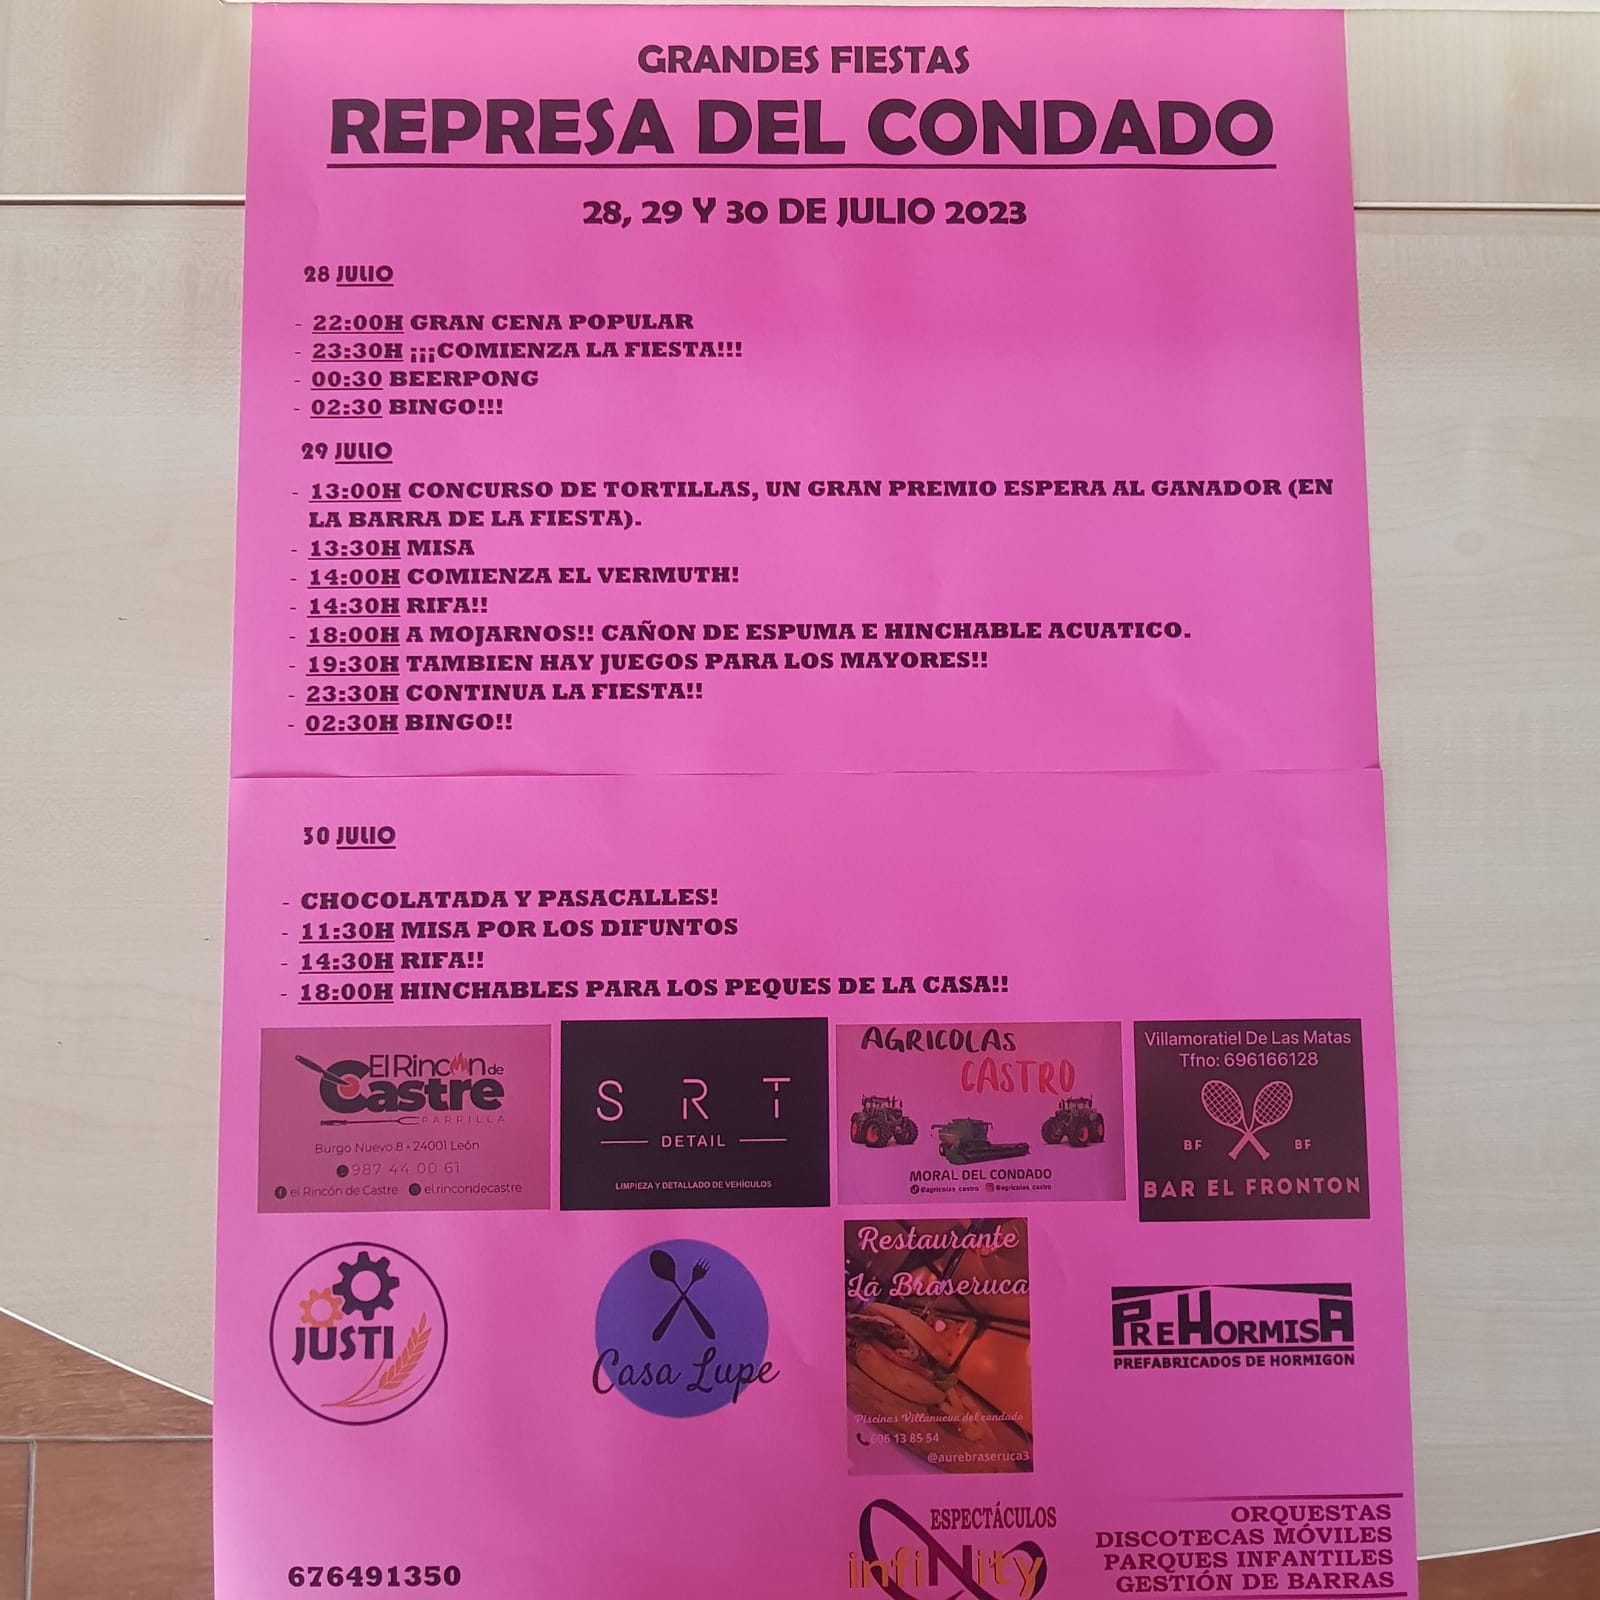 GRANDES FIESTAS
REPRESA DEL CONDADO
28, 29 Y 30 DE JULIO 2023
28 JULIO
- 22:00H GRAN CENA POPULAR
- 23:30H ¡¡¡COMIENZA LA FIESTA!!!
- 00:30 BEERPONG
- 02:30 BINGO!!!
29 JULIO
- 13:00H CONCURSO DE TORTILLAS, UN GRAN PREMIO ESPERA AL GANADOR (EN
LA BARRA DE LA FIESTA).
- 13:30H MISA
- 14:00H COMIENZA EL VERMUTH!
- 14:30H RIFA!!
- 18:00H A MOJARNOS!! CAÑON DE ESPUMA E HINCHABLE ACUATICO.
- 19:30H TAMBIEN HAY JUEGOS PARA LOS MAYORES!!
- 23:30H CONTINUA LA FIESTA!!
- 02:30H BINGO!!
30 JULIO
- CHOCOLATADA Y PASACALLES!
- 11:30H MISA POR LOS DIFUNTOS
- 14:30H RIFA!!
- 18:00H HINCHABLES PARA LOS PEQUES DE LA CASA!!
El Rincón de
Castre
PARRILLA
Burgo Nuevo 8 - 24001 León
987 44 00 61
el Rincón de Castre el.rincondecastre
S R T
DETAIL
LIMPIEZA Y DETALLADO DE VEHÍCULOS
AGRICOLAS
CASTRO
MORAL DEL CONDADO
@agricolas_castro @agricolas_castro
Villamoratiel De Las Matas
Tfno: 696166128
BF BF
BAR EL FRONTON
JUSTI
Casa Lupe
Restaurante
La Braseruca
Piscinas Villanueva del condado
606 13 85 54
@aurebraseruca3
PREHORMISA
PREFABRICADOS DE HORMIGON
676491350
ESPECTÁCULOS
infiNity
ORQUESTAS
DISCOTECAS MÓVILES
PARQUES INFANTILES
GESTIÓN DE BARRAS